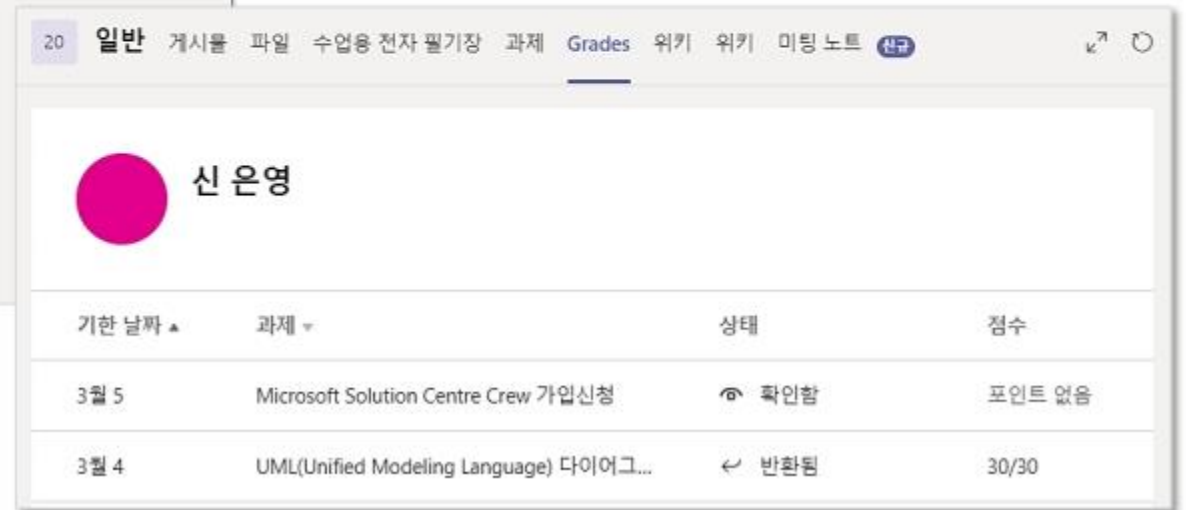 20 일반 게시물 파일 수업용 전자 필기장 과제 Grades 위키 위키 미팅 노트 신규
신 은영
기한 날짜 과제 상태 점수
3월 5 Microsoft Solution Centre Crew 가입신청 확인함 포인트 없음
3월 4 UML(Unified Modeling Language) 다이어그... 반환됨 30/30